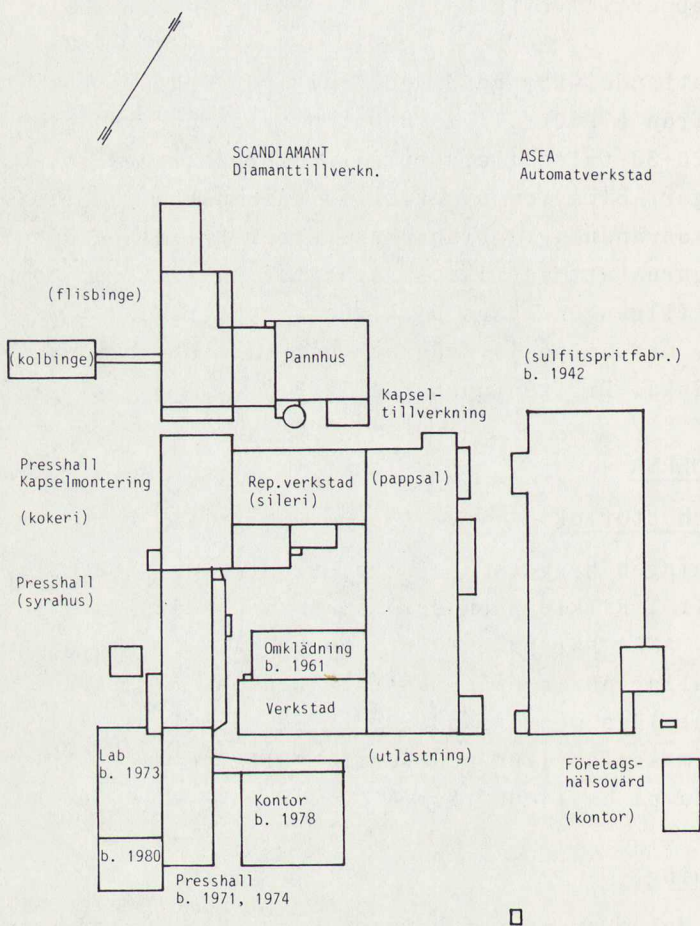 SCANDIAMANT
Diamanttillverkn.
ASEA
Automatverkstad
(flisbinge)
(kolbinge)
Pannhus
(sulfitspritfabr.)
b. 1942
Kapsel-
tillverkning
Presshall
Kapselmontering
(kokeri)
Rep.verkstad
(sileri)
(pappsal)
Presshall
(syrahus)
Omklädning
b. 1961
Verkstad
Lab
b. 1973
(utlastning)
Företags-
hälsovård
(kontor)
Kontor
b. 1978
b. 1980
Presshall
b. 1971, 1974